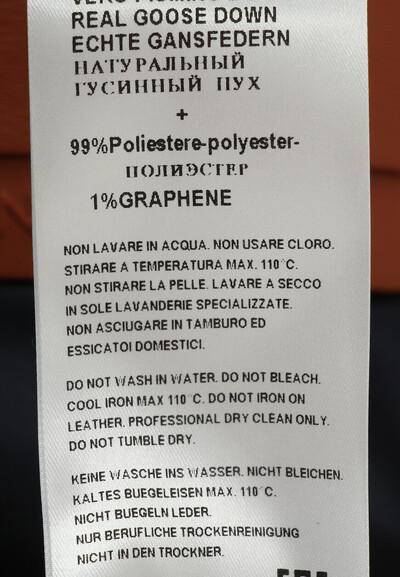 REAL GOOSE DOWN
ECHTE GANSFEDERN
НАТУРАЛЬНЫЙ
ГУСИННЫЙ ПУХ
+
99%Poliestere-polyester-
ПОЛИЭСТЕР
1%GRAPHENE
NON LAVARE IN ACQUA. NON USARE CLORO.
STIRARE A TEMPERATURA MAX. 110°C.
NON STIRARE LA PELLE. LAVARE A SECCO
IN SOLE LAVANDERIE SPECIALIZZATE.
NON ASCIUGARE IN TAMBURO ED
ESSICATOI DOMESTICI.
DO NOT WASH IN WATER. DO NOT BLEACH.
COOL IRON MAX 110°C. DO NOT IRON ON
LEATHER. PROFESSIONAL DRY CLEAN ONLY.
DO NOT TUMBLE DRY.
KEINE WASCHE INS WASSER. NICHT BLEICHEN.
KALTES BUEGELEISEN MAX. 110°C.
NICHT BUEGELN LEDER.
NUR BERUFLICHE TROCKENREINIGUNG
NICHT IN DEN TROCKNER.